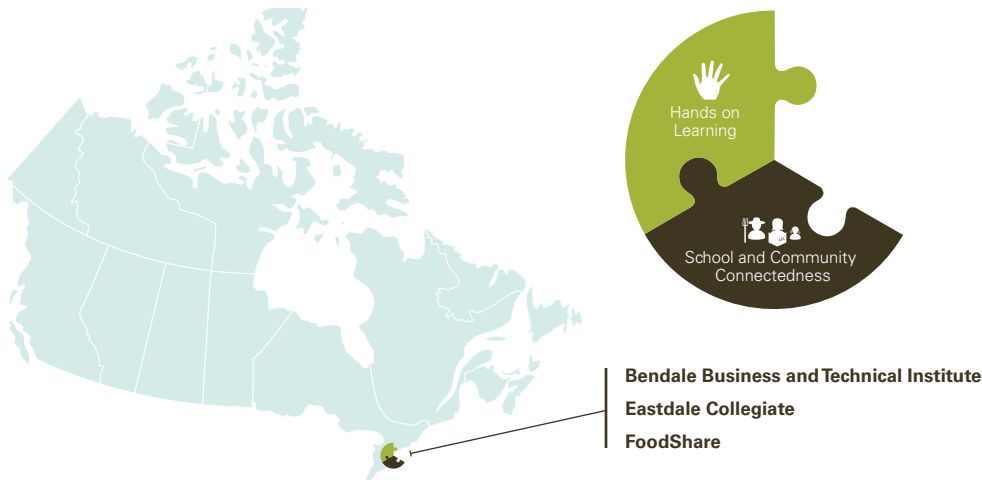 Hands on
Learning
School and Community
Connectedness
Bendale Business and Technical Institute
Eastdale Collegiate
FoodShare